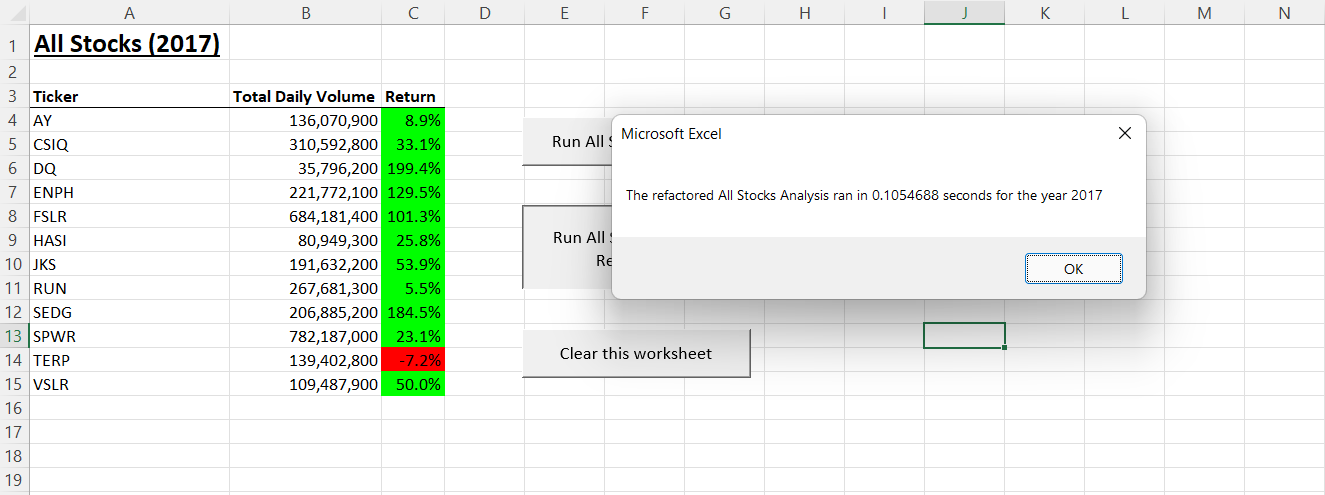 A B C D E F G H I J K L M N
1 All Stocks (2017)
2
3 Ticker Total Daily Volume Return
4 AY 136,070,900 8.9%
5 CSIQ 310,592,800 33.1%
6 DQ 35,796,200 199.4%
7 ENPH 221,772,100 129.5%
8 FSLR 684,181,400 101.3%
9 HASI 80,949,300 25.8%
10 JKS 191,632,200 53.9%
11 RUN 267,681,300 5.5%
12 SEDG 206,885,200 184.5%
13 SPWR 782,187,000 23.1%
14 TERP 139,402,800 -7.2%
15 VSLR 109,487,900 50.0%
16
17
18
19
Run All
Run All
Clear this worksheet
Microsoft Excel
The refactored All Stocks Analysis ran in 0.1054688 seconds for the year 2017
OK